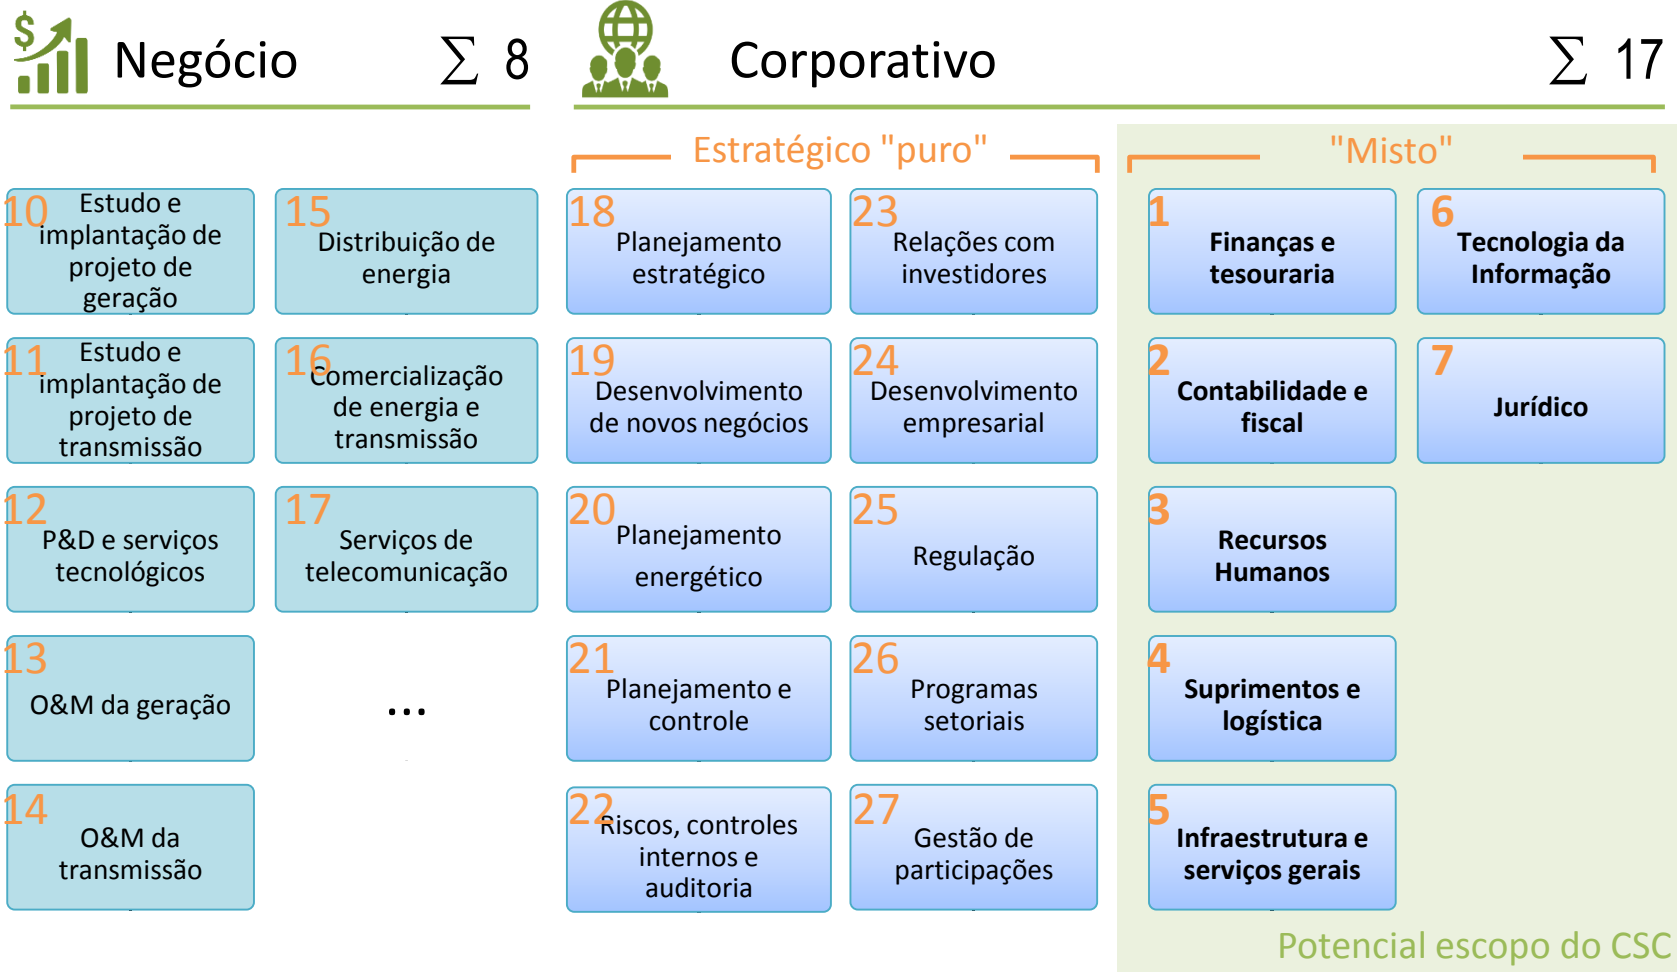 $
Negócio
∑ 8
Corporativo
∑ 17
Estratégico "puro"
"Misto"
10
Estudo e
implantação de
projeto de
geração
11
Estudo e
implantação de
projeto de
transmissão
12
P&D e serviços
tecnológicos
13
O&M da geração
14
O&M da
transmissão
15
Distribuição de
energia
16
Comercialização
de energia e
transmissão
17
Serviços de
telecomunicação
...
18
Planejamento
estratégico
19
Desenvolvimento
de novos negócios
20
Planejamento
energético
21
Planejamento e
controle
22
Riscos, controles
internos e
auditoria
23
Relações com
investidores
24
Desenvolvimento
empresarial
25
Regulação
26
Programas
setoriais
27
Gestão de
participações
1
Finanças e
tesouraria
2
Contabilidade e
fiscal
3
Recursos
Humanos
4
Suprimentos e
logística
5
Infraestrutura e
serviços gerais
6
Tecnologia da
Informação
7
Jurídico
Potencial escopo do CSC